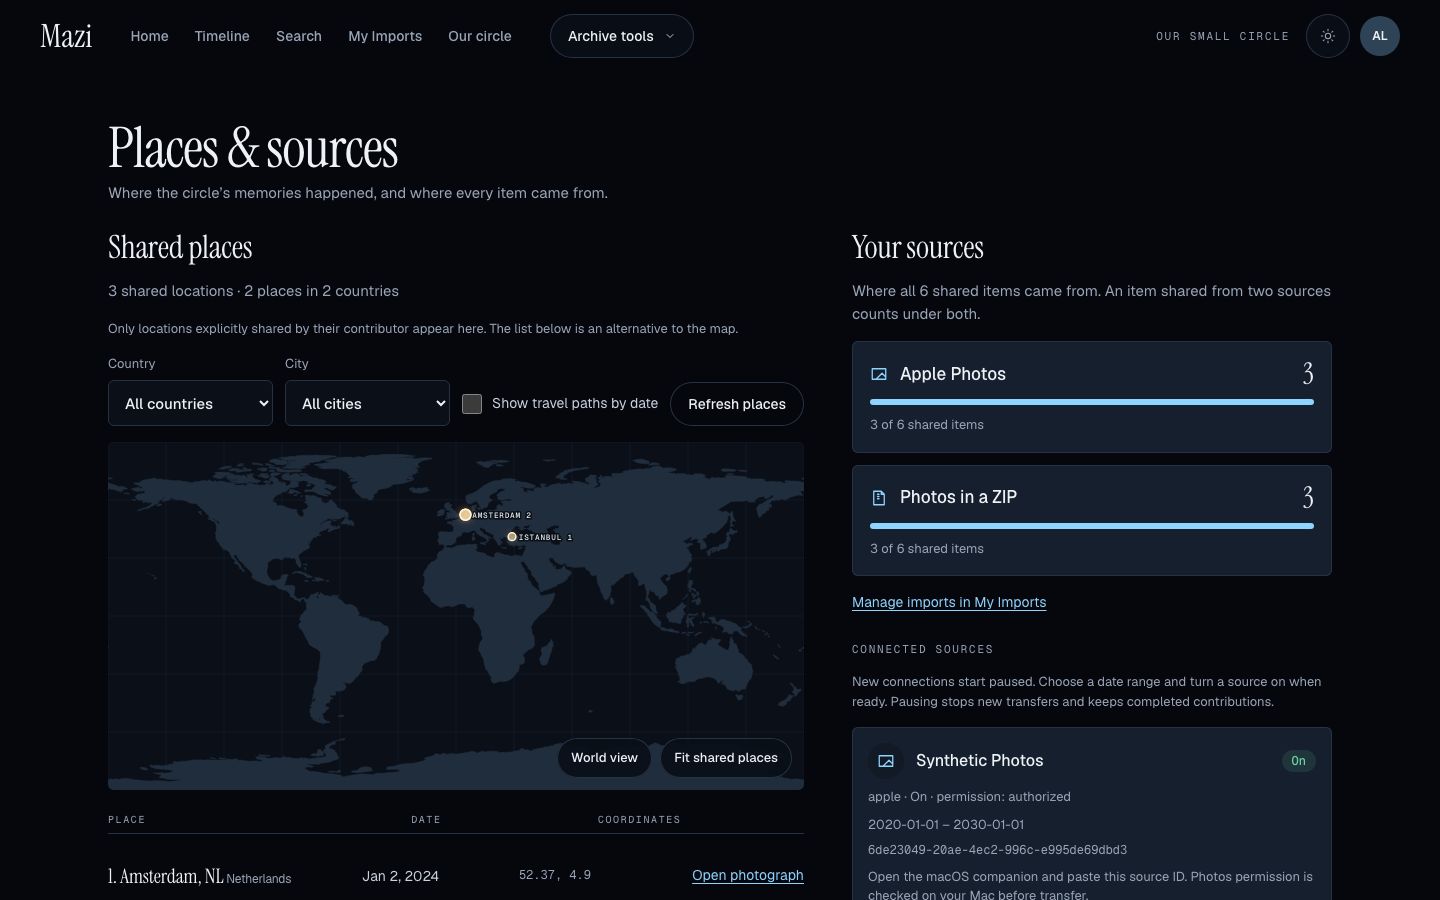 Mazi
Home
Timeline
Search
My Imports
Our circle
Archive tools
OUR SMALL CIRCLE
AL
Places & sources
Where the circle's memories happened, and where every item came from.
Shared places
3 shared locations · 2 places in 2 countries
Only locations explicitly shared by their contributor appear here. The list below is an alternative to the map.
Country
City
All countries
All cities
Show travel paths by date
Refresh places
AMSTERDAM 2
ISTANBUL 1
World view
Fit shared places
PLACE
DATE
COORDINATES
1. Amsterdam, NL Netherlands
Jan 2, 2024
52.37, 4.9
Open photograph
Your sources
Where all 6 shared items came from. An item shared from two sources
counts under both.
Apple Photos
3
3 of 6 shared items
Photos in a ZIP
3
3 of 6 shared items
Manage imports in My Imports
CONNECTED SOURCES
New connections start paused. Choose a date range and turn a source on when
ready. Pausing stops new transfers and keeps completed contributions.
Synthetic Photos
On
apple · On · permission: authorized
2020-01-01 – 2030-01-01
6de23049-20ae-4ec2-996c-e995de69dbd3
Open the macOS companion and paste this source ID. Photos permission is
checked on your Mac before transfer.